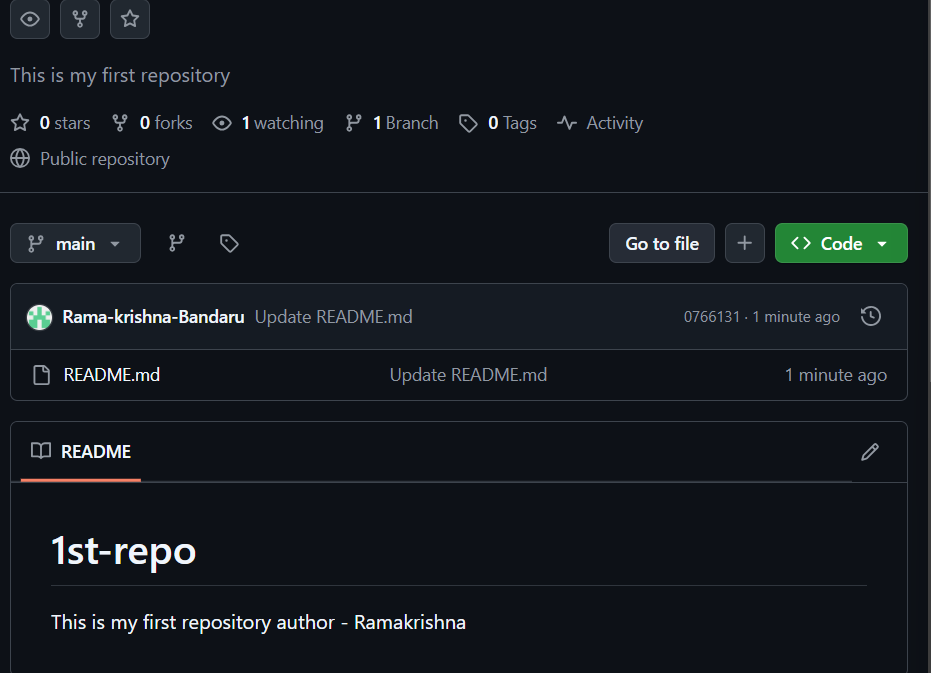 This is my first repository
0 stars 0 forks 1 watching 1 Branch 0 Tags Activity
Public repository
main Go to file Code
Rama-krishna-Bandaru Update README.md 0766131 · 1 minute ago
README.md Update README.md 1 minute ago
README
1st-repo
This is my first repository author - Ramakrishna